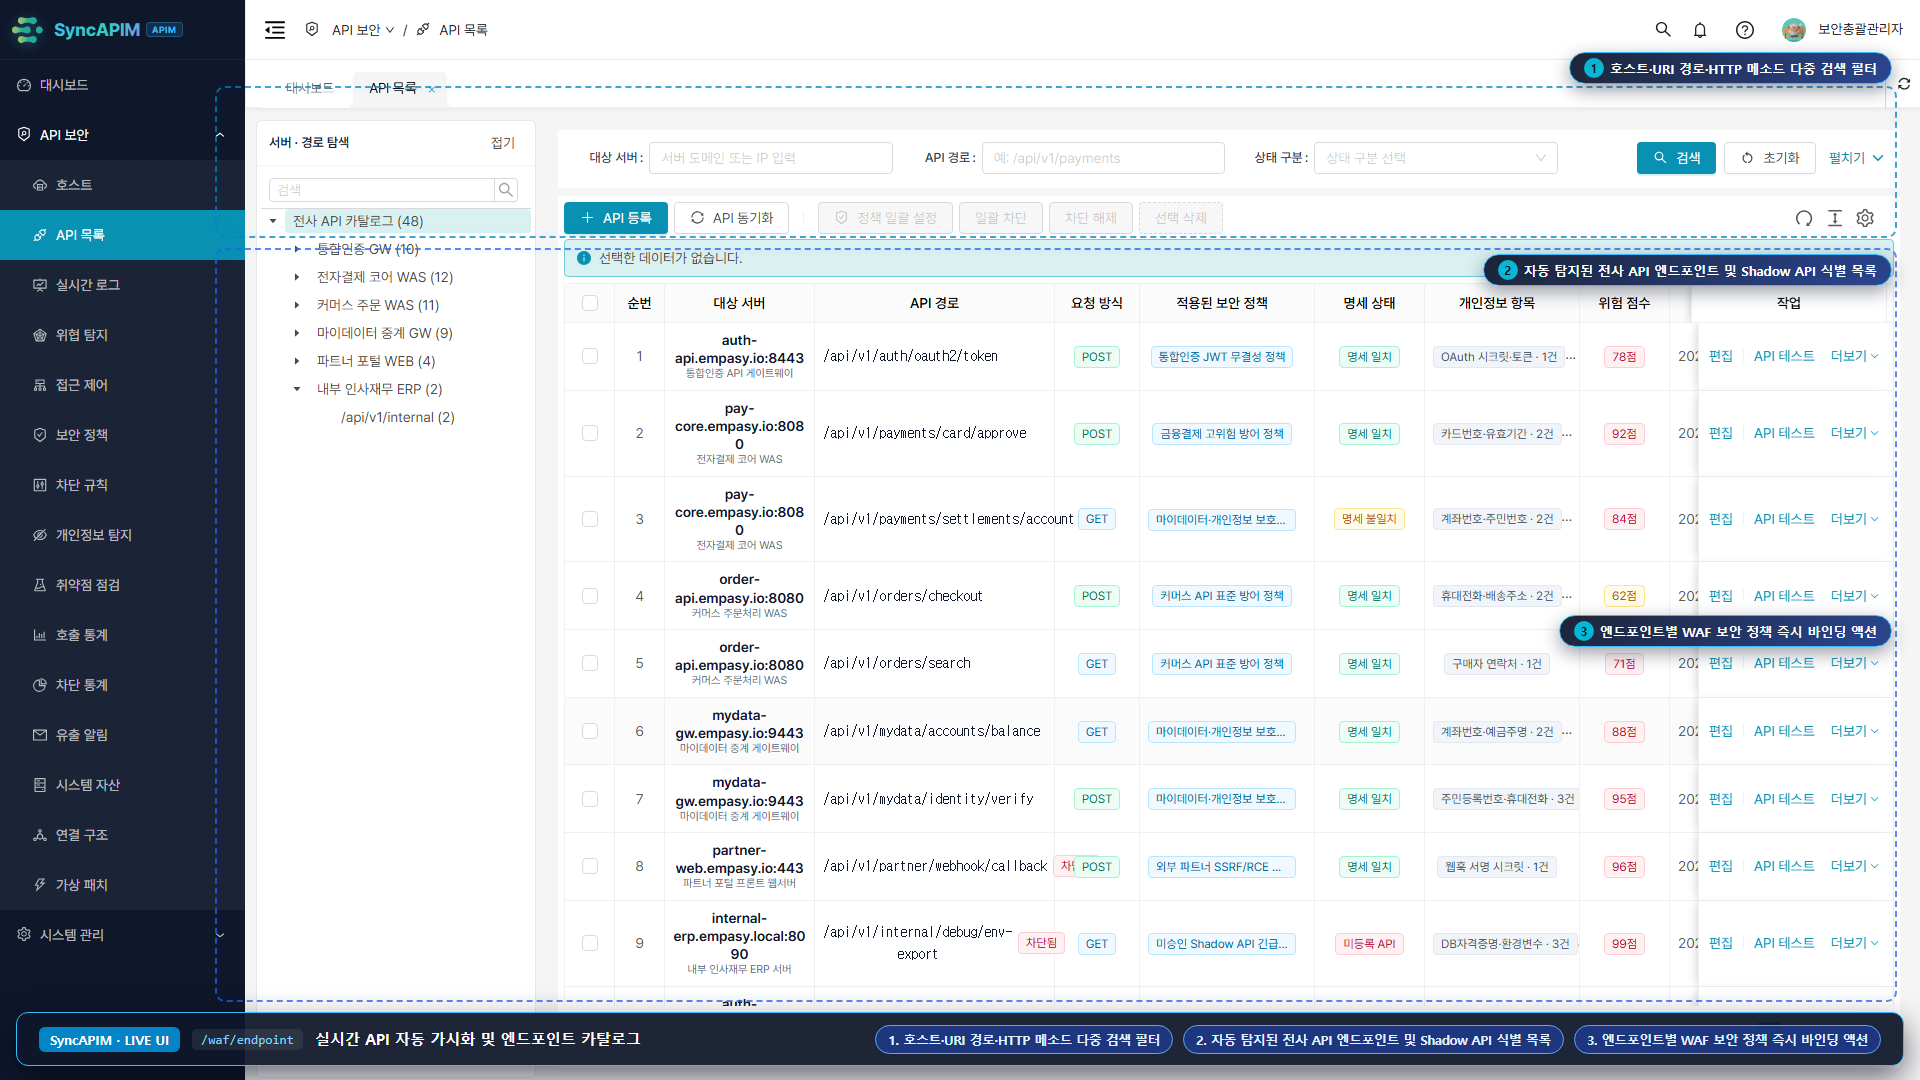 SyncAPIM APIM
대시보드
API 보안
호스트
API 목록
실시간 로그
위협 탐지
접근 제어
보안 정책
차단 규칙
개인정보 탐지
취약점 점검
호출 통계
차단 통계
유출 알림
시스템 자산
연결 구조
가상 패치
시스템 관리
API 보안 / API 목록
보안총괄관리자
대시보드 API 목록 ×
1 호스트·URI 경로·HTTP 메소드 다중 검색 필터
서버 · 경로 탐색 접기
검색
전사 API 카탈로그 (48)
통합인증 GW (10)
전자결제 코어 WAS (12)
커머스 주문 WAS (11)
마이데이터 중계 GW (9)
파트너 포털 WEB (4)
내부 인사재무 ERP (2)
/api/v1/internal (2)
대상 서버 : 서버 도메인 또는 IP 입력 API 경로 : 예: /api/v1/payments 상태 구분 : 상태 구분 선택 검색 초기화 펼치기
API 등록 API 동기화 정책 일괄 설정 일괄 차단 차단 해제 선택 삭제
선택한 데이터가 없습니다.
2 자동 탐지된 전사 API 엔드포인트 및 Shadow API 식별 목록
순번 대상 서버 API 경로 요청 방식 적용된 보안 정책 명세 상태 개인정보 항목 위험 점수 작업
1 auth-api.empasy.io:8443 통합인증 API 게이트웨이 /api/v1/auth/oauth2/token POST 통합인증 JWT 무결성 정책 명세 일치 OAuth 시크릿·토큰 · 1건 ... 78점 202 편집 API 테스트 더보기
2 pay-core.empasy.io:8080 전자결제 코어 WAS /api/v1/payments/card/approve POST 금융결제 고위험 방어 정책 명세 일치 카드번호·유효기간 · 2건 ... 92점 202 편집 API 테스트 더보기
3 pay-core.empasy.io:8080 전자결제 코어 WAS /api/v1/payments/settlements/account GET 마이데이터·개인정보 보호... 명세 불일치 계좌번호·주민번호 · 2건 ... 84점 202 편집 API 테스트 더보기
4 order-api.empasy.io:8080 커머스 주문처리 WAS /api/v1/orders/checkout POST 커머스 API 표준 방어 정책 명세 일치 휴대전화·배송주소 · 2건 ... 62점 202 편집 API 테스트 더보기
3 엔드포인트별 WAF 보안 정책 즉시 바인딩 액션
5 order-api.empasy.io:8080 커머스 주문처리 WAS /api/v1/orders/search GET 커머스 API 표준 방어 정책 명세 일치 구매자 연락처 · 1건 71점 202 편집 API 테스트 더보기
6 mydata-gw.empasy.io:9443 마이데이터 중계 게이트웨이 /api/v1/mydata/accounts/balance GET 마이데이터·개인정보 보호... 명세 일치 계좌번호·예금주명 · 2건 ... 88점 202 편집 API 테스트 더보기
7 mydata-gw.empasy.io:9443 마이데이터 중계 게이트웨이 /api/v1/mydata/identity/verify POST 마이데이터·개인정보 보호... 명세 일치 주민등록번호·휴대전화 · 3건 95점 202 편집 API 테스트 더보기
8 partner-web.empasy.io:443 파트너 포털 프론트 웹서버 /api/v1/partner/webhook/callback POST 외부 파트너 SSRF/RCE ... 명세 일치 웹훅 서명 시크릿 · 1건 96점 202 편집 API 테스트 더보기
9 internal-erp.empasy.local:8090 내부 인사재무 ERP 서버 /api/v1/internal/debug/env-export 차단됨 GET 미승인 Shadow API 긴급... 미등록 API DB자격증명·환경변수 · 3건 99점 202 편집 API 테스트 더보기
auth-
SyncAPIM · LIVE UI /waf/endpoint 실시간 API 자동 가시화 및 엔드포인트 카탈로그 1. 호스트·URI 경로·HTTP 메소드 다중 검색 필터 2. 자동 탐지된 전사 API 엔드포인트 및 Shadow API 식별 목록 3. 엔드포인트별 WAF 보안 정책 즉시 바인딩 액션